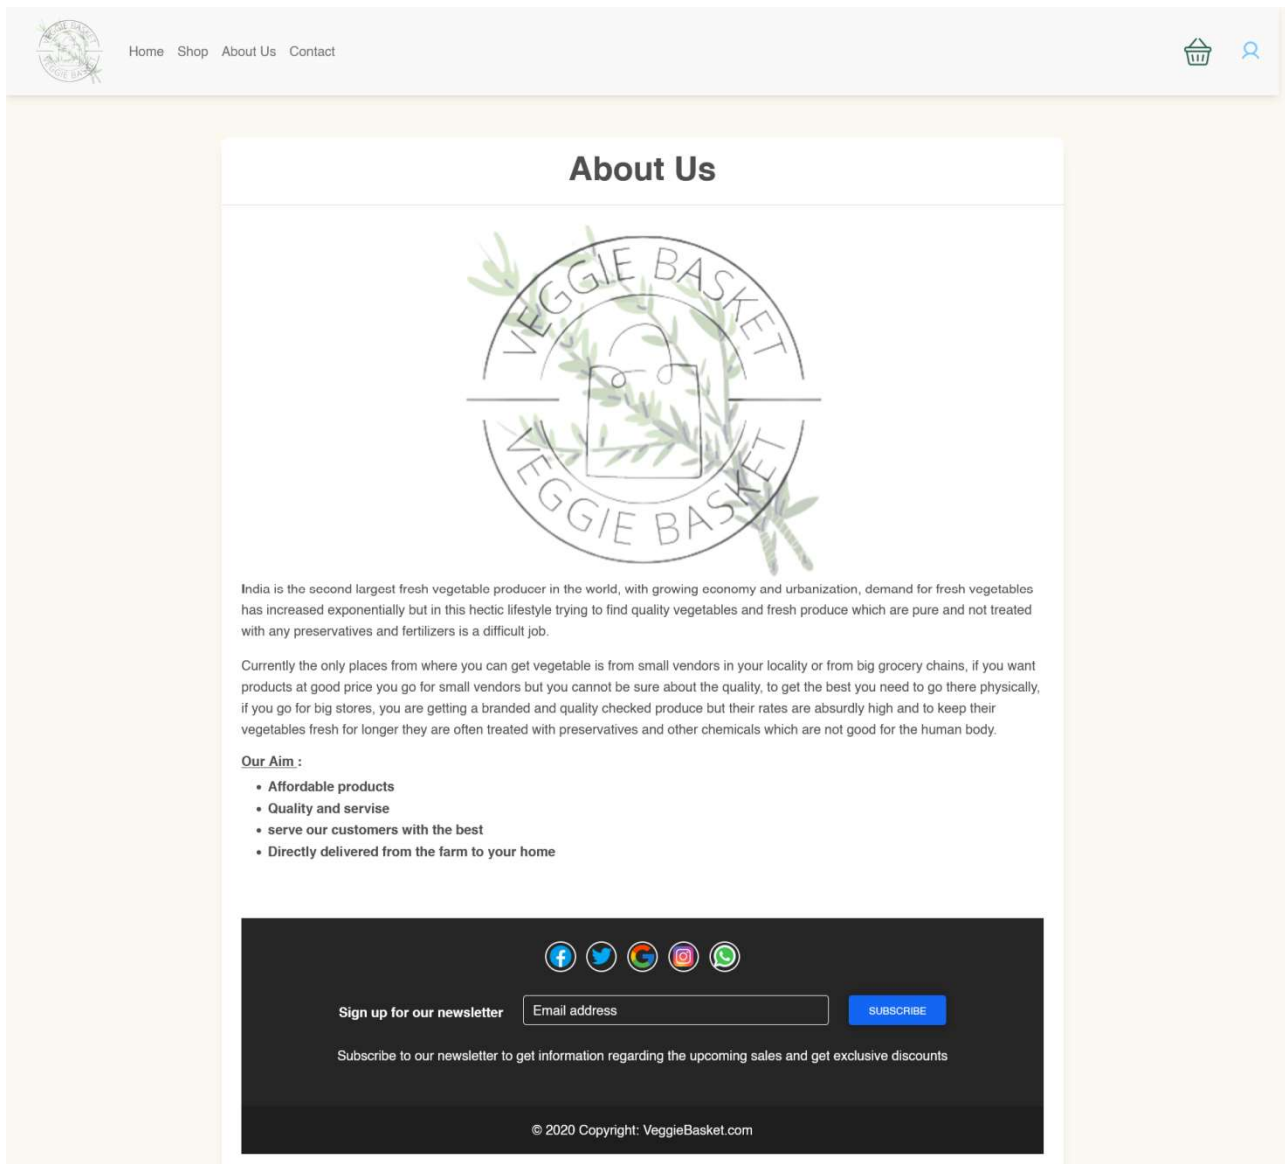 VEGGIE BASKET
VEGGIE BASKET
Home Shop About Us Contact
About Us
VEGGIE BASKET
VEGGIE BASKET
India is the second largest fresh vegetable producer in the world, with growing economy and urbanization, demand for fresh vegetables
has increased exponentially but in this hectic lifestyle trying to find quality vegetables and fresh produce which are pure and not treated
with any preservatives and fertilizers is a difficult job.
Currently the only places from where you can get vegetable is from small vendors in your locality or from big grocery chains, if you want
products at good price you go for small vendors but you cannot be sure about the quality, to get the best you need to go there physically,
if you go for big stores, you are getting a branded and quality checked produce but their rates are absurdly high and to keep their
vegetables fresh for longer they are often treated with preservatives and other chemicals which are not good for the human body.
Our Aim :
• Affordable products
• Quality and servise
• serve our customers with the best
• Directly delivered from the farm to your home
Sign up for our newsletter Email address SUBSCRIBE
Subscribe to our newsletter to get information regarding the upcoming sales and get exclusive discounts
© 2020 Copyright: VeggieBasket.com